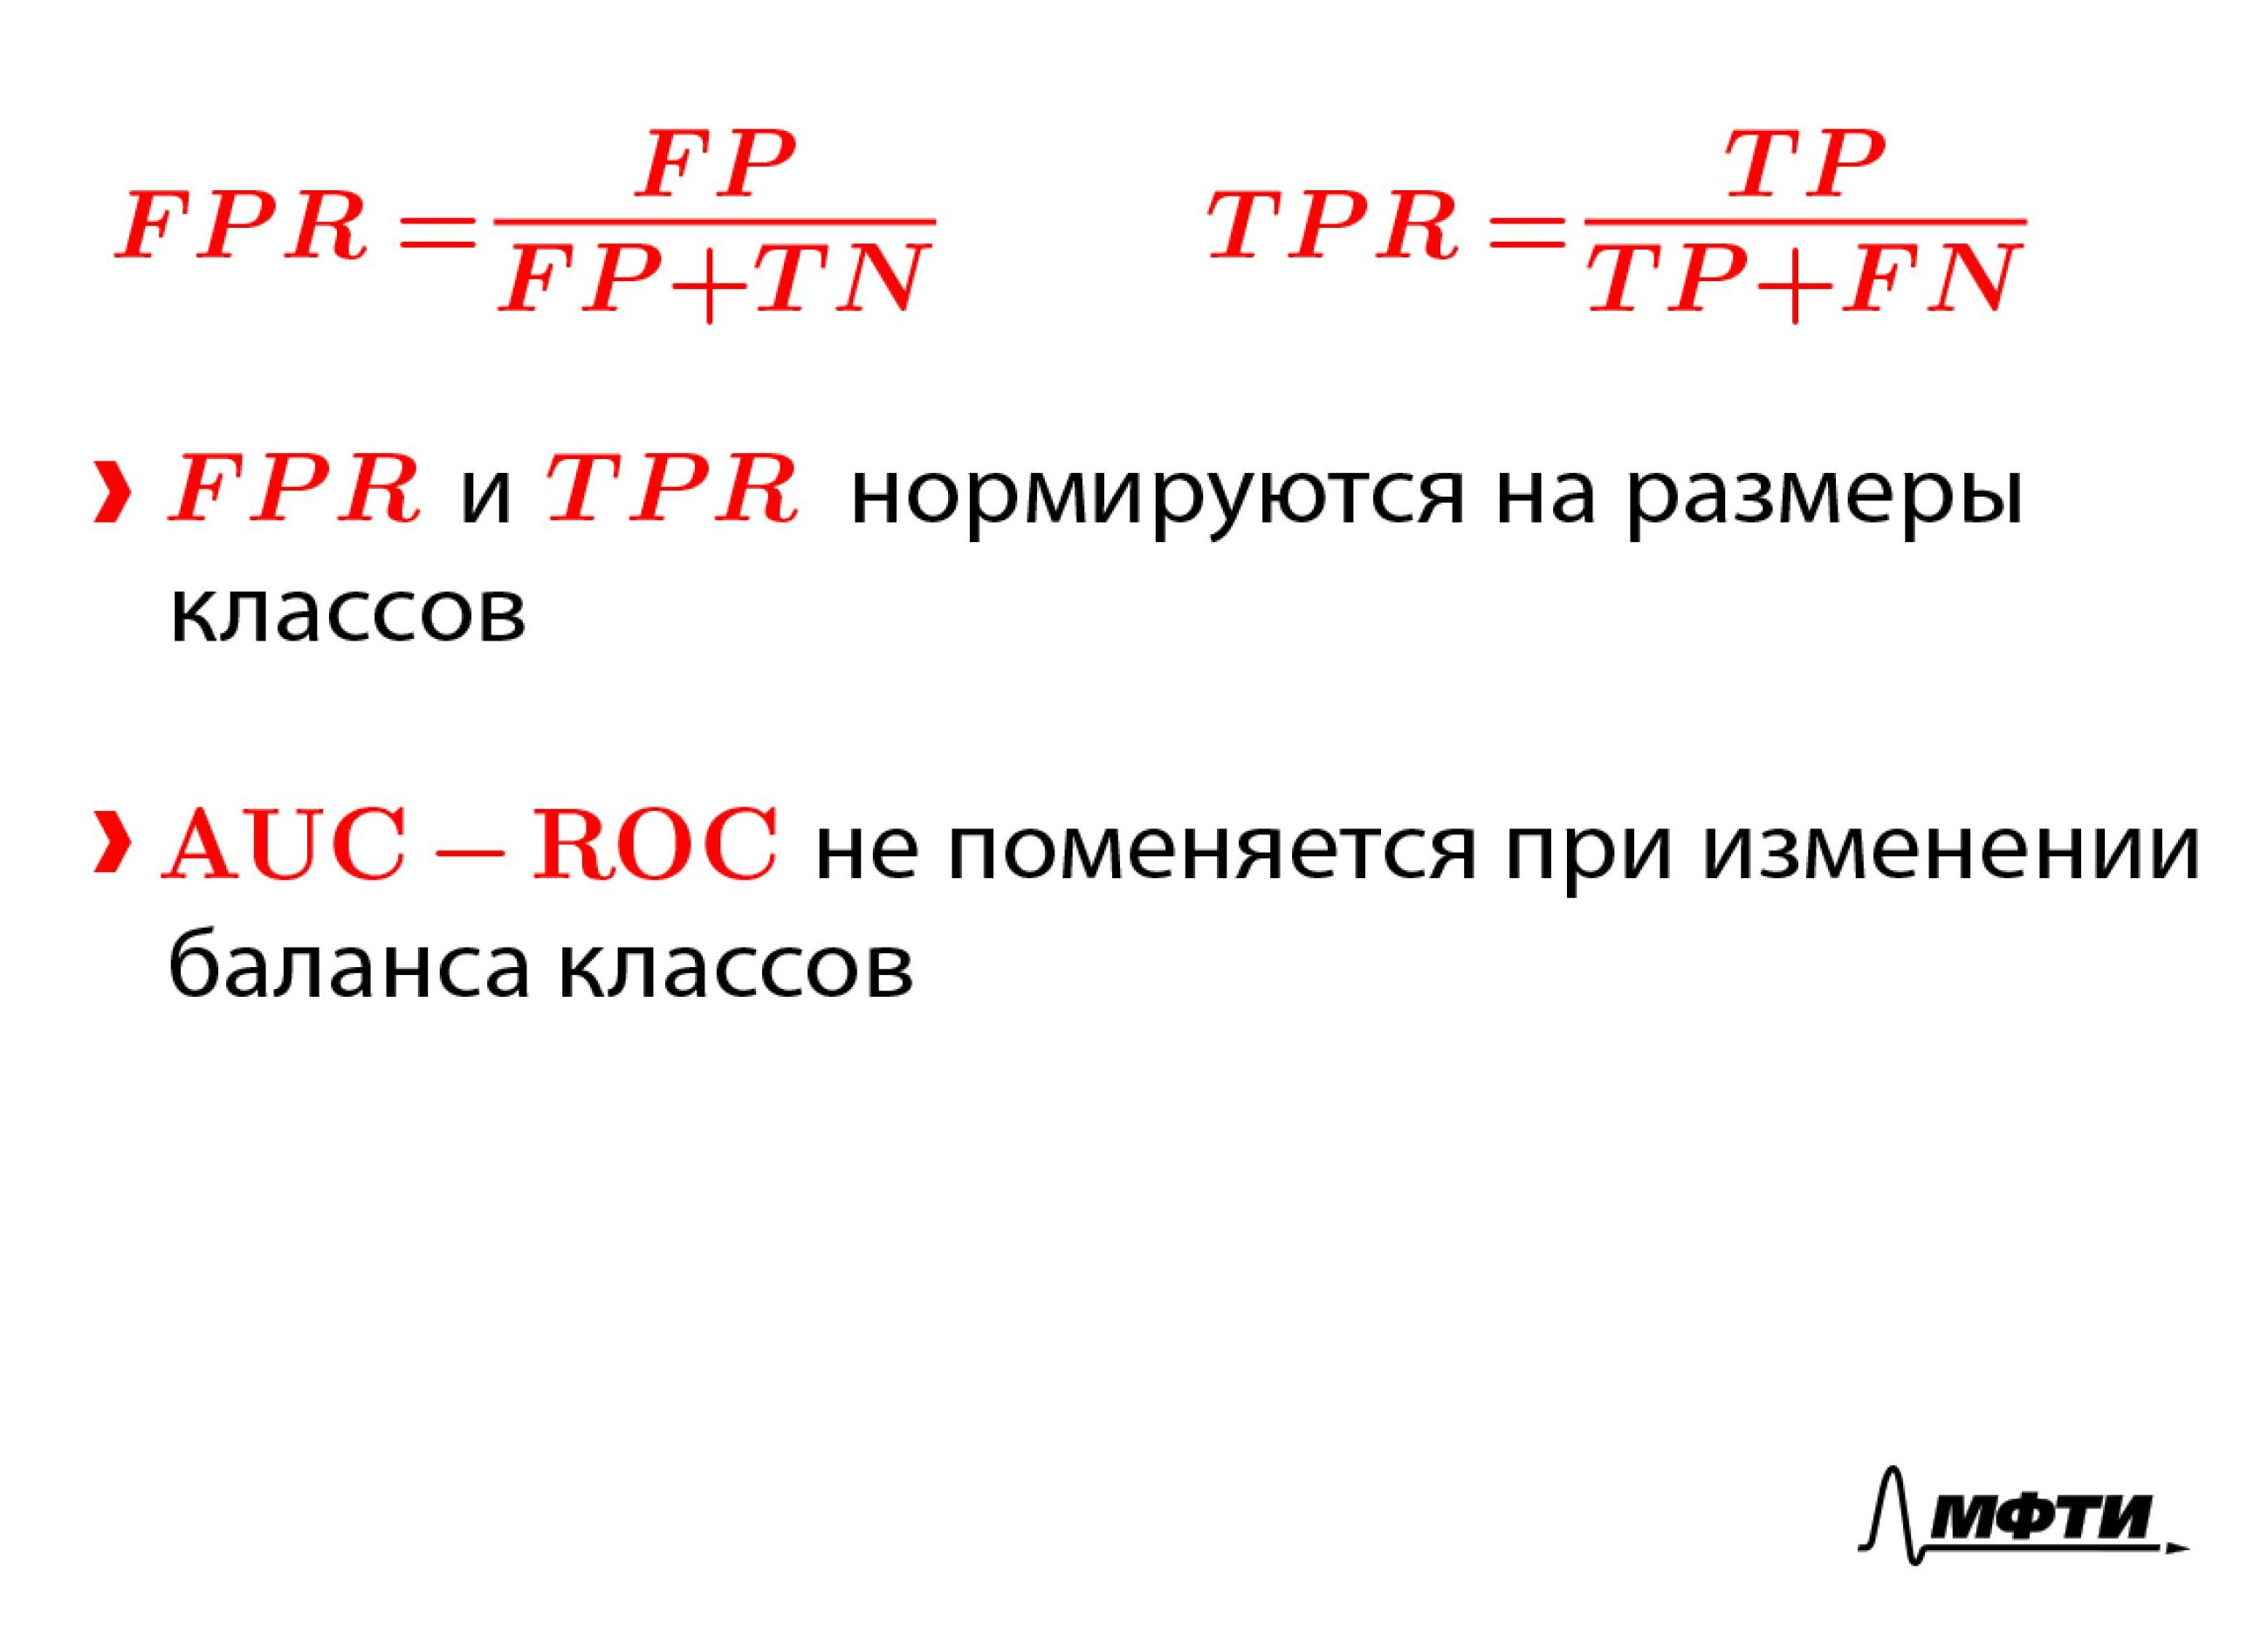 FPR = FP / (FP+TN) TPR = TP / (TP+FN)
FPR и TPR нормируются на размеры
классов
AUC – ROC не поменяется при изменении
баланса классов
МФТИ